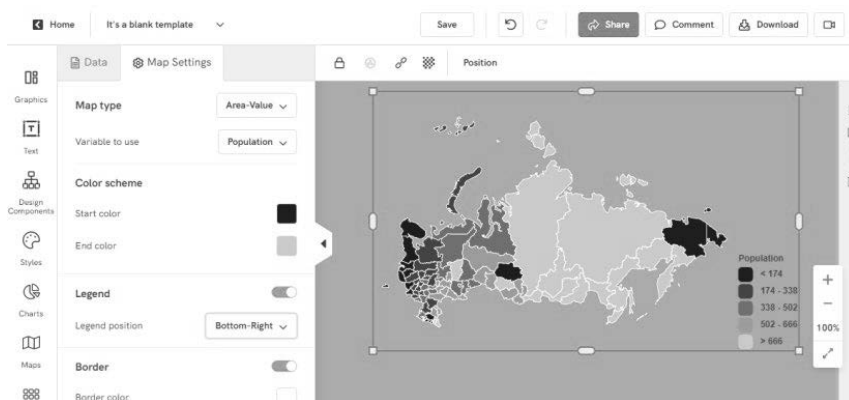 Home It's a blank template Save Share Comment Download
Data Map Settings Position
Graphics
Text
Design
Components
Styles
Charts
Maps
Map type Area-Value
Variable to use Population
Color scheme
Start color
End color
Legend
Legend position Bottom-Right
Border
Border color
Population
< 174
174 - 338
338 - 502
502 - 666
> 666
100%